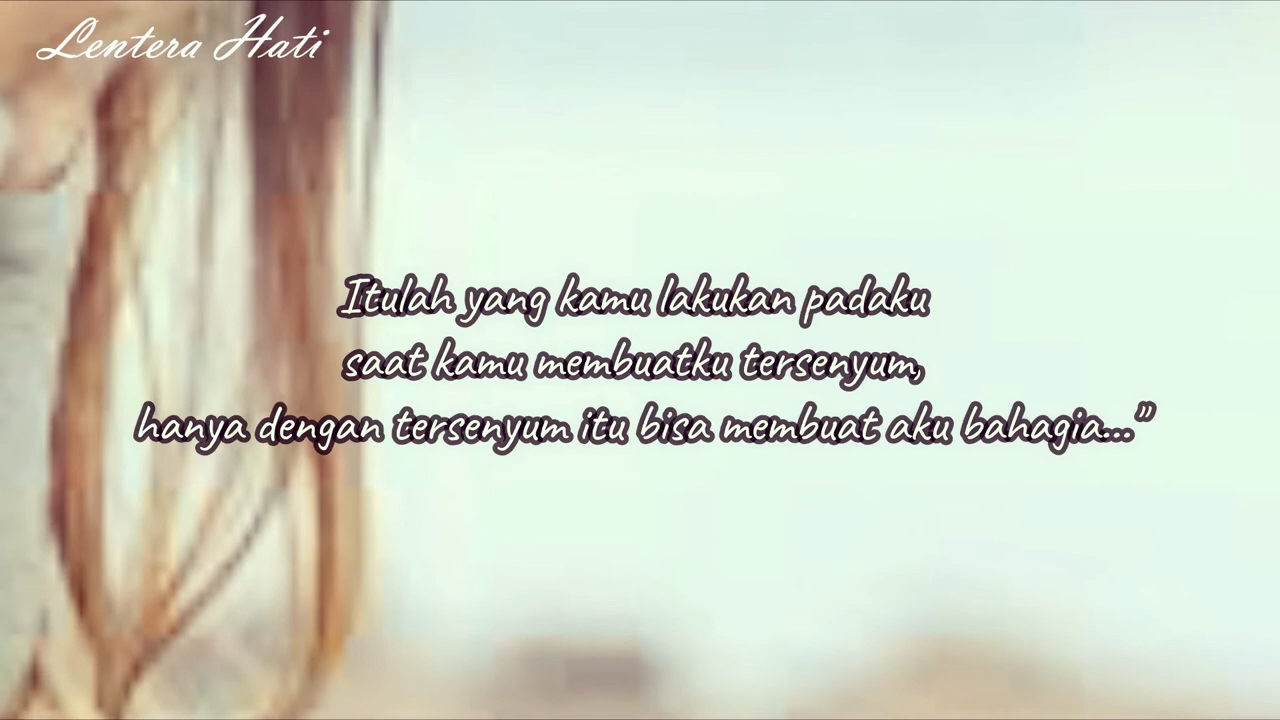 Lentera Hati
Itulah yang kamu lakukan padaku
saat kamu membuatku tersenyum,
hanya dengan tersenyum itu bisa membuat aku bahagia..."